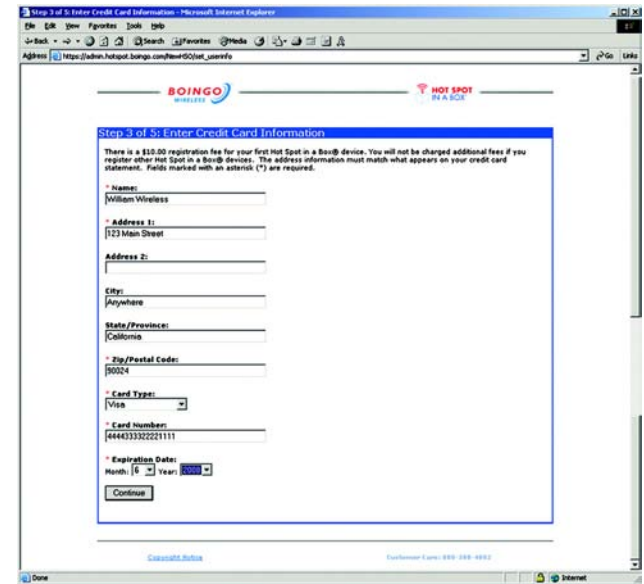 Step 3 of 5: Enter Credit Card Information - Microsoft Internet Explorer
File Edit View Favorites Tools Help
Back Search Favorites Media
Address https://admin.hotspot.boingo.com/NewHSO/set_userinfo Go Links
BOINGO WIRELESS
HOT SPOT IN A BOX
Step 3 of 5: Enter Credit Card Information
There is a $10.00 registration fee for your first Hot Spot in a Box® device. You will not be charged additional fees if you
register other Hot Spot in a Box® devices. The address information must match what appears on your credit card
statement. Fields marked with an asterisk (*) are required.
* Name:
William Wireless
* Address 1:
123 Main Street
Address 2:
City:
Anywhere
State/Province:
California
* Zip/Postal Code:
90024
* Card Type:
Visa
* Card Number:
4444333322221111
* Expiration Date:
Month: 6 Year: 2008
Continue
Copyright Notice
Customer Care:
Done Internet